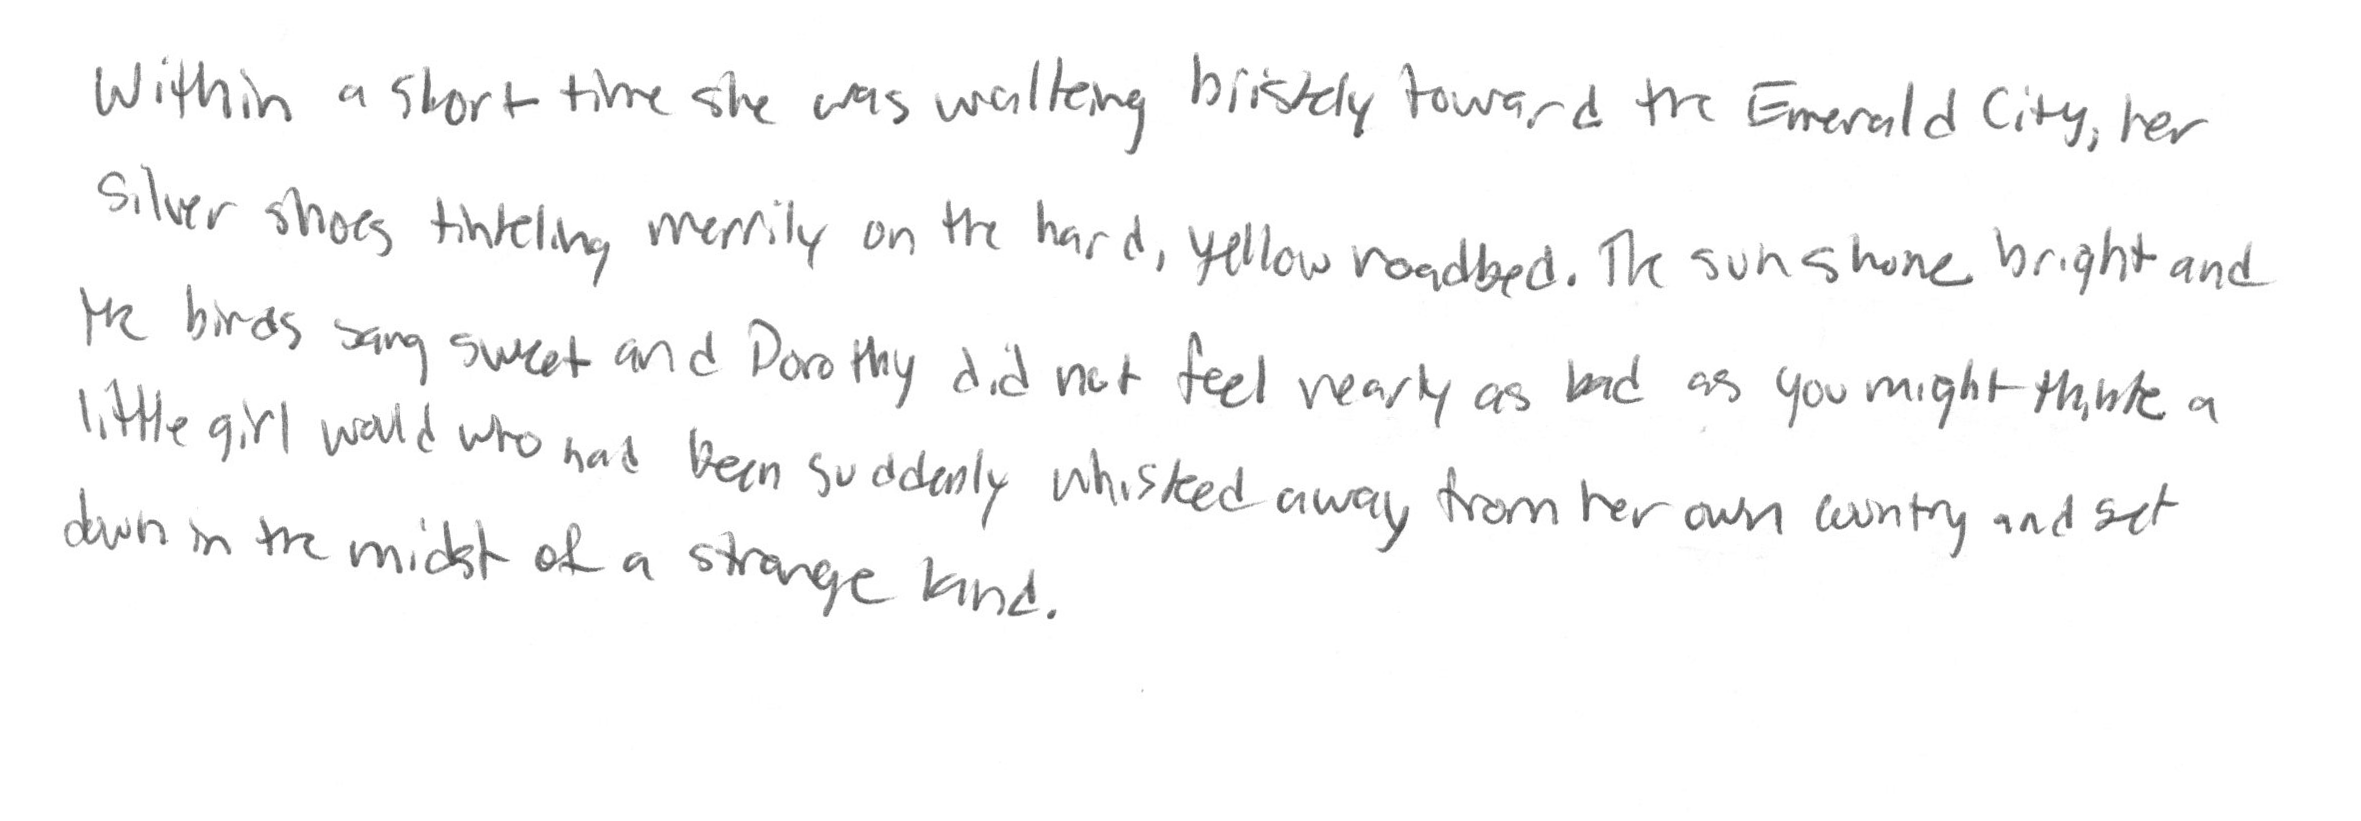 Within a short time she was walking briskly toward the Emerald City, her
silver shoes tinkling merrily on the hard, yellow roadbed. The sun shone bright and
the birds sang sweet and Dorothy did not feel nearly as bad as you might think a
little girl would who had been suddenly whisked away from her own country and set
down in the midst of a strange land.